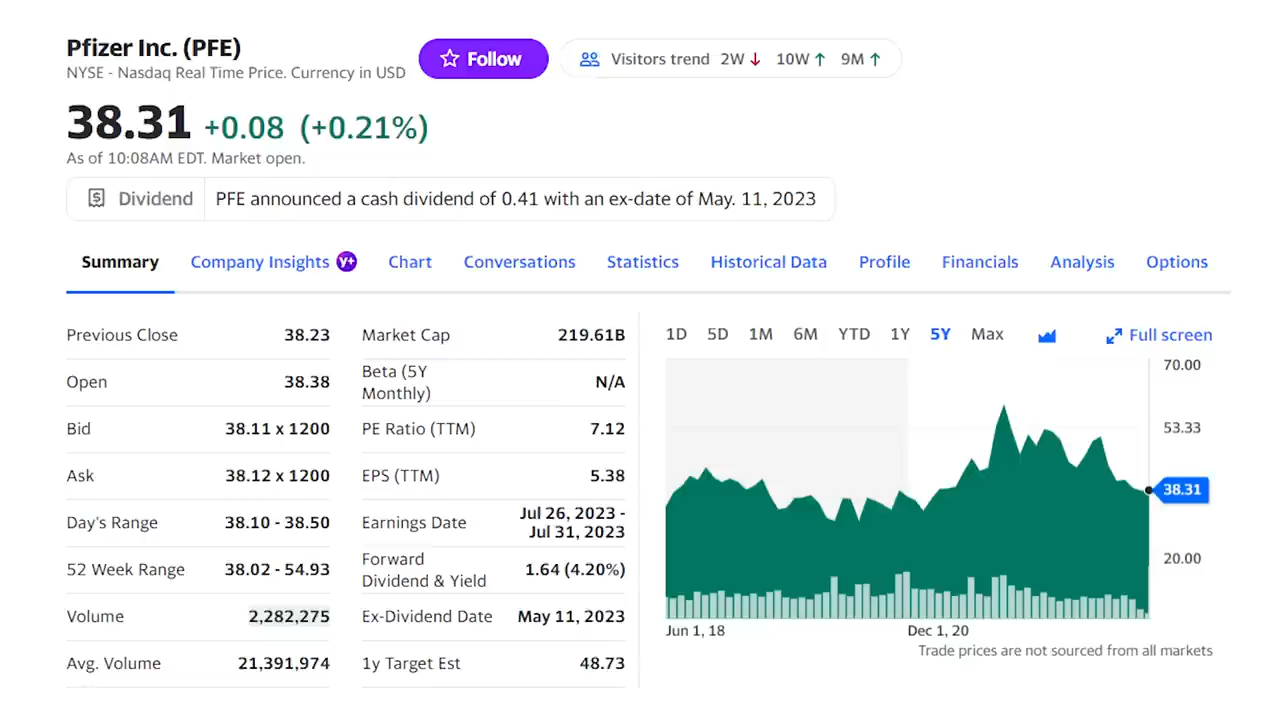 Pfizer Inc. (PFE)
NYSE - Nasdaq Real Time Price. Currency in USD
Follow
Visitors trend 2W ↓ 10W ↑ 9M ↑
38.31 +0.08 (+0.21%)
As of 10:08AM EDT. Market open.
Dividend PFE announced a cash dividend of 0.41 with an ex-date of May. 11, 2023
Summary Company Insights Y+ Chart Conversations Statistics Historical Data Profile Financials Analysis Options
Previous Close 38.23
Open 38.38
Bid 38.11 x 1200
Ask 38.12 x 1200
Day's Range 38.10 - 38.50
52 Week Range 38.02 - 54.93
Volume 2,282,275
Avg. Volume 21,391,974
Market Cap 219.61B
Beta (5Y
Monthly) N/A
PE Ratio (TTM) 7.12
EPS (TTM) 5.38
Earnings Date Jul 26, 2023 -
Jul 31, 2023
Forward
Dividend & Yield 1.64 (4.20%)
Ex-Dividend Date May 11, 2023
1y Target Est 48.73
1D 5D 1M 6M YTD 1Y 5Y Max Full screen
70.00
53.33
38.31
20.00
Jun 1, 18 Dec 1, 20
Trade prices are not sourced from all markets